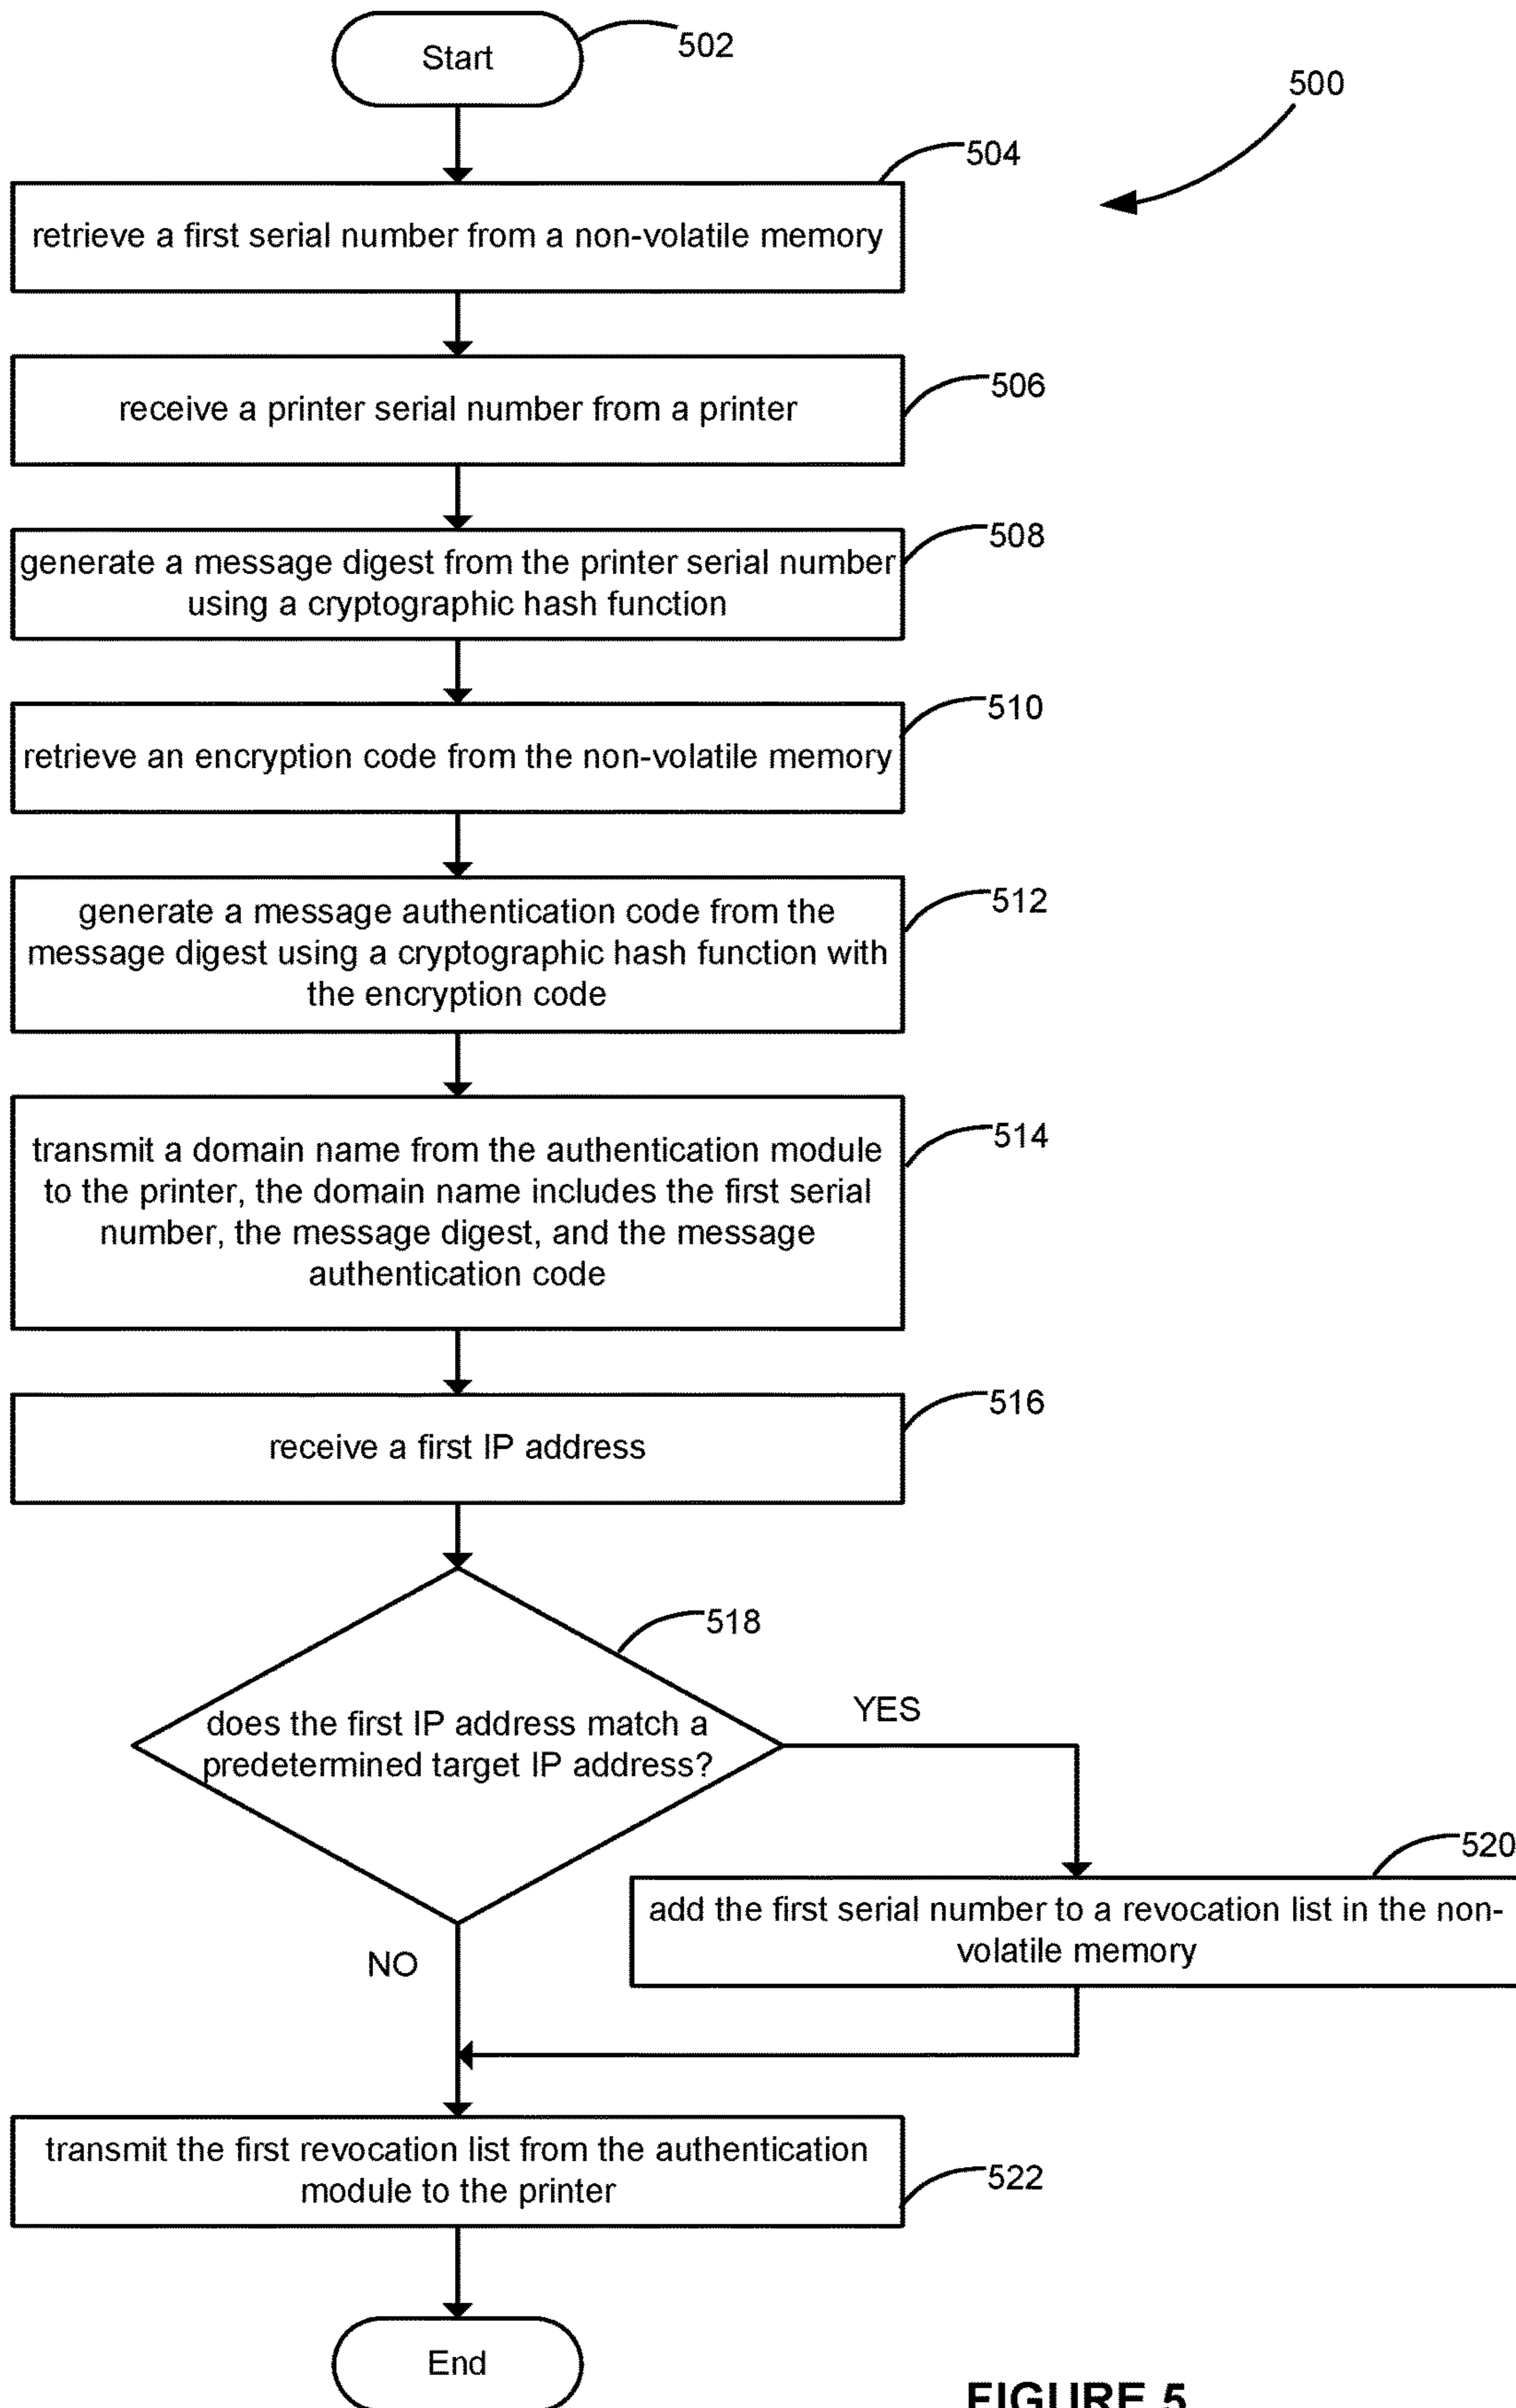 Start
502
500
504
retrieve a first serial number from a non-volatile memory
506
receive a printer serial number from a printer
508
generate a message digest from the printer serial number
using a cryptographic hash function
510
retrieve an encryption code from the non-volatile memory
512
generate a message authentication code from the
message digest using a cryptographic hash function with
the encryption code
514
transmit a domain name from the authentication module
to the printer, the domain name includes the first serial
number, the message digest, and the message
authentication code
516
receive a first IP address
518
does the first IP address match a
predetermined target IP address?
YES
520
add the first serial number to a revocation list in the non-
volatile memory
NO
transmit the first revocation list from the authentication
module to the printer
522
End
FIGURE 5